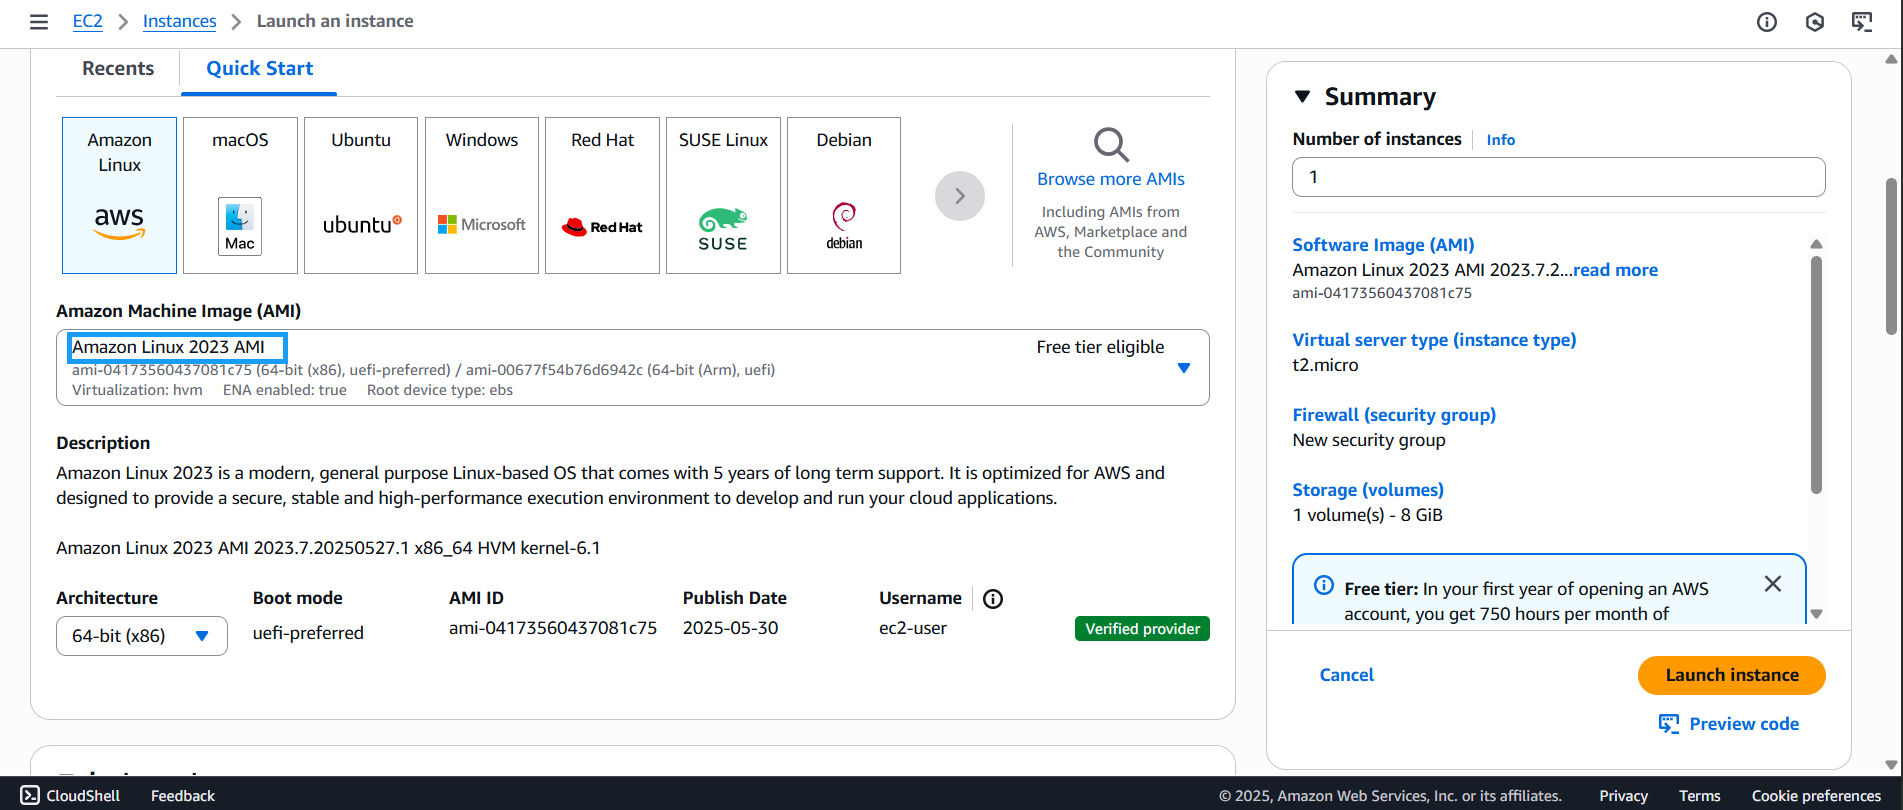 EC2 > Instances > Launch an instance
Recents
Quick Start
Amazon Linux
aws
macOS
Mac
Ubuntu
ubuntu
Windows
Microsoft
Red Hat
Red Hat
SUSE Linux
SUSE
Debian
debian
Browse more AMIs
Including AMIs from
AWS, Marketplace and
the Community
Amazon Machine Image (AMI)
Amazon Linux 2023 AMI
Free tier eligible
ami-04173560437081c75 (64-bit (x86), uefi-preferred) / ami-00677f54b76d6942c (64-bit (Arm), uefi)
Virtualization: hvm ENA enabled: true Root device type: ebs
Description
Amazon Linux 2023 is a modern, general purpose Linux-based OS that comes with 5 years of long term support. It is optimized for AWS and
designed to provide a secure, stable and high-performance execution environment to develop and run your cloud applications.
Amazon Linux 2023 AMI 2023.7.20250527.1 x86_64 HVM kernel-6.1
Architecture
64-bit (x86)
Boot mode
uefi-preferred
AMI ID
ami-04173560437081c75
Publish Date
2025-05-30
Username
ec2-user
Verified provider
Summary
Number of instances
Info
1
Software Image (AMI)
Amazon Linux 2023 AMI 2023.7.2...read more
ami-04173560437081c75
Virtual server type (instance type)
t2.micro
Firewall (security group)
New security group
Storage (volumes)
1 volume(s) - 8 GiB
Free tier: In your first year of opening an AWS
account, you get 750 hours per month of
Cancel
Launch instance
Preview code
CloudShell
Feedback
© 2025, Amazon Web Services, Inc. or its affiliates.
Privacy
Terms
Cookie preferences